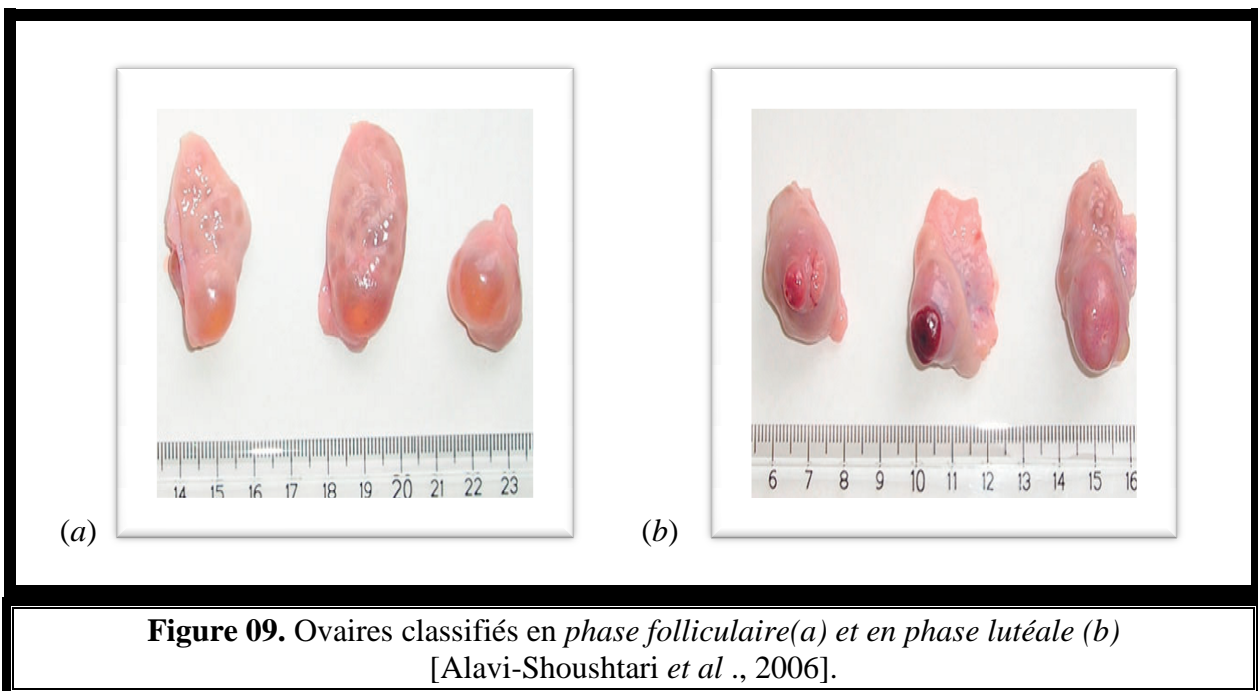 14 15 16 17 18 19 20 21 22 23
6 7 8 9 10 11 12 13 14 15 16
(a)
(b)
Figure 09. Ovaires classifiés en phase folliculaire(a) et en phase lutéale (b)
[Alavi-Shoushtari et al ., 2006].